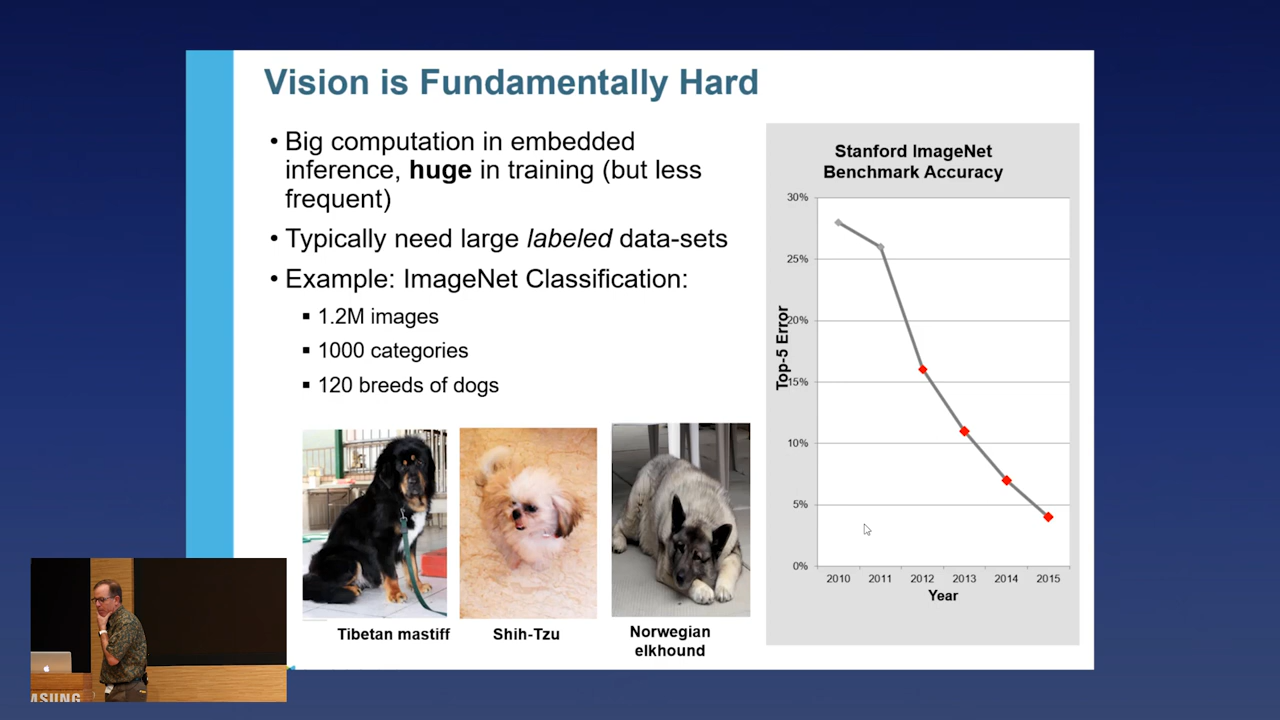 Vision is Fundamentally Hard
• Big computation in embedded
inference, huge in training (but less
frequent)
• Typically need large labeled data-sets
• Example: ImageNet Classification:
▪ 1.2M images
▪ 1000 categories
▪ 120 breeds of dogs
Tibetan mastiff
Shih-Tzu
Norwegian
elkhound
Stanford ImageNet
Benchmark Accuracy
Top-5 Error
30%
25%
20%
15%
10%
5%
0%
2010 2011 2012 2013 2014 2015
Year
MSUNG